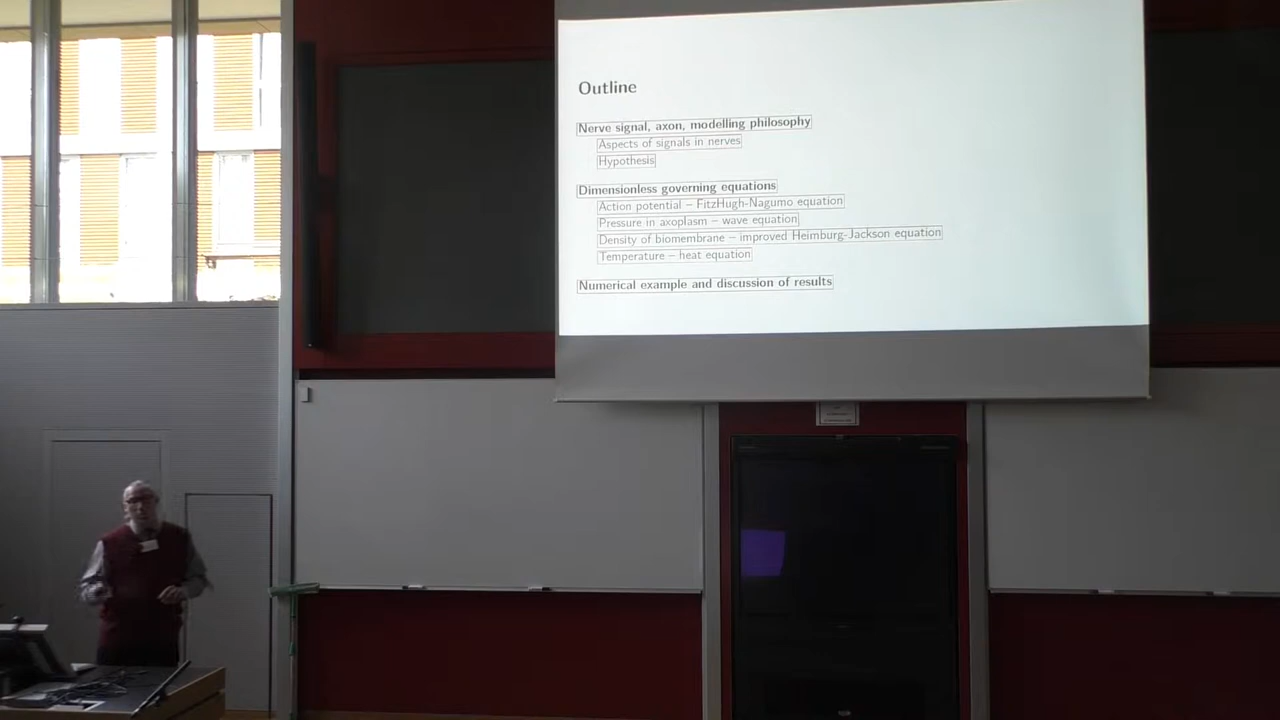 Outline
Nerve signal, axon, modelling philosophy
Aspects of signals in nerves
Hypothesis
Dimensionless governing equations
Action potential – FitzHugh-Nagumo equation
Pressure in axoplasm – wave equation
Density of biomembrane – improved Heimburg-Jackson equation
Temperature – heat equation
Numerical example and discussion of results